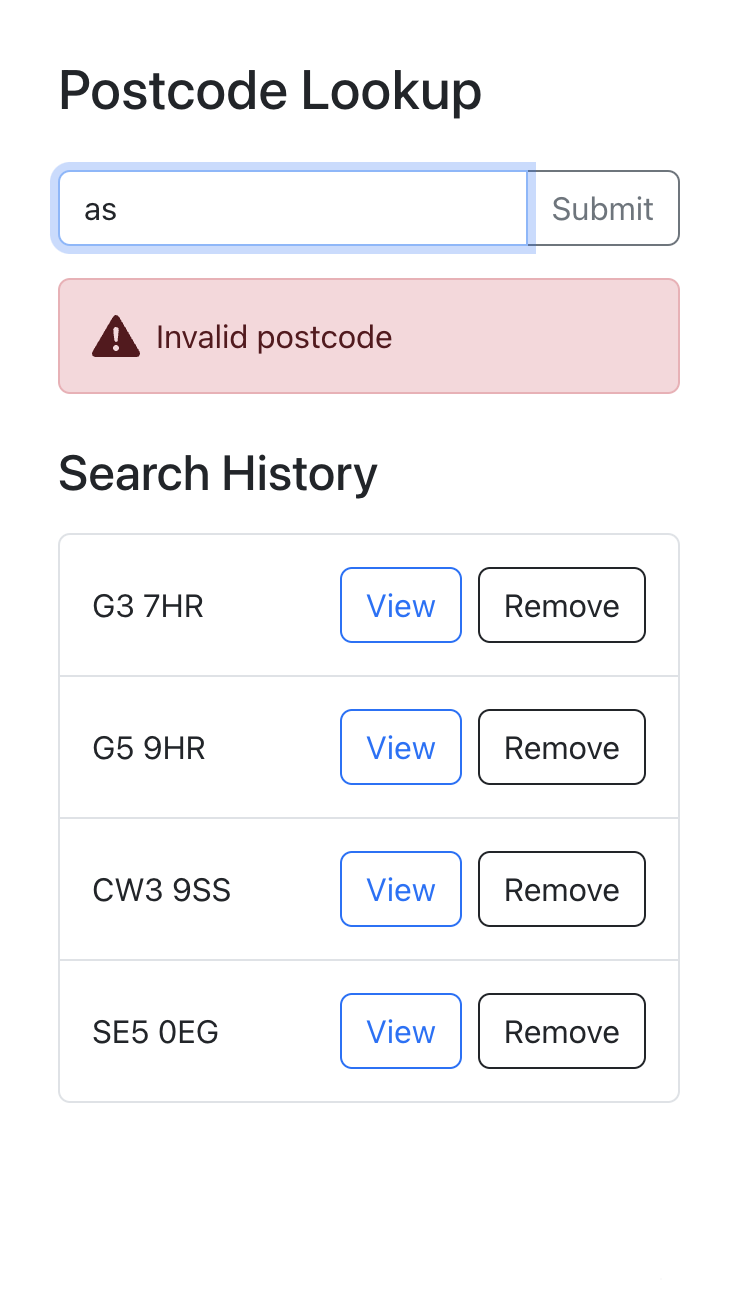 Postcode Lookup
as Submit
Invalid postcode
Search History
G3 7HR View Remove
G5 9HR View Remove
CW3 9SS View Remove
SE5 0EG View Remove